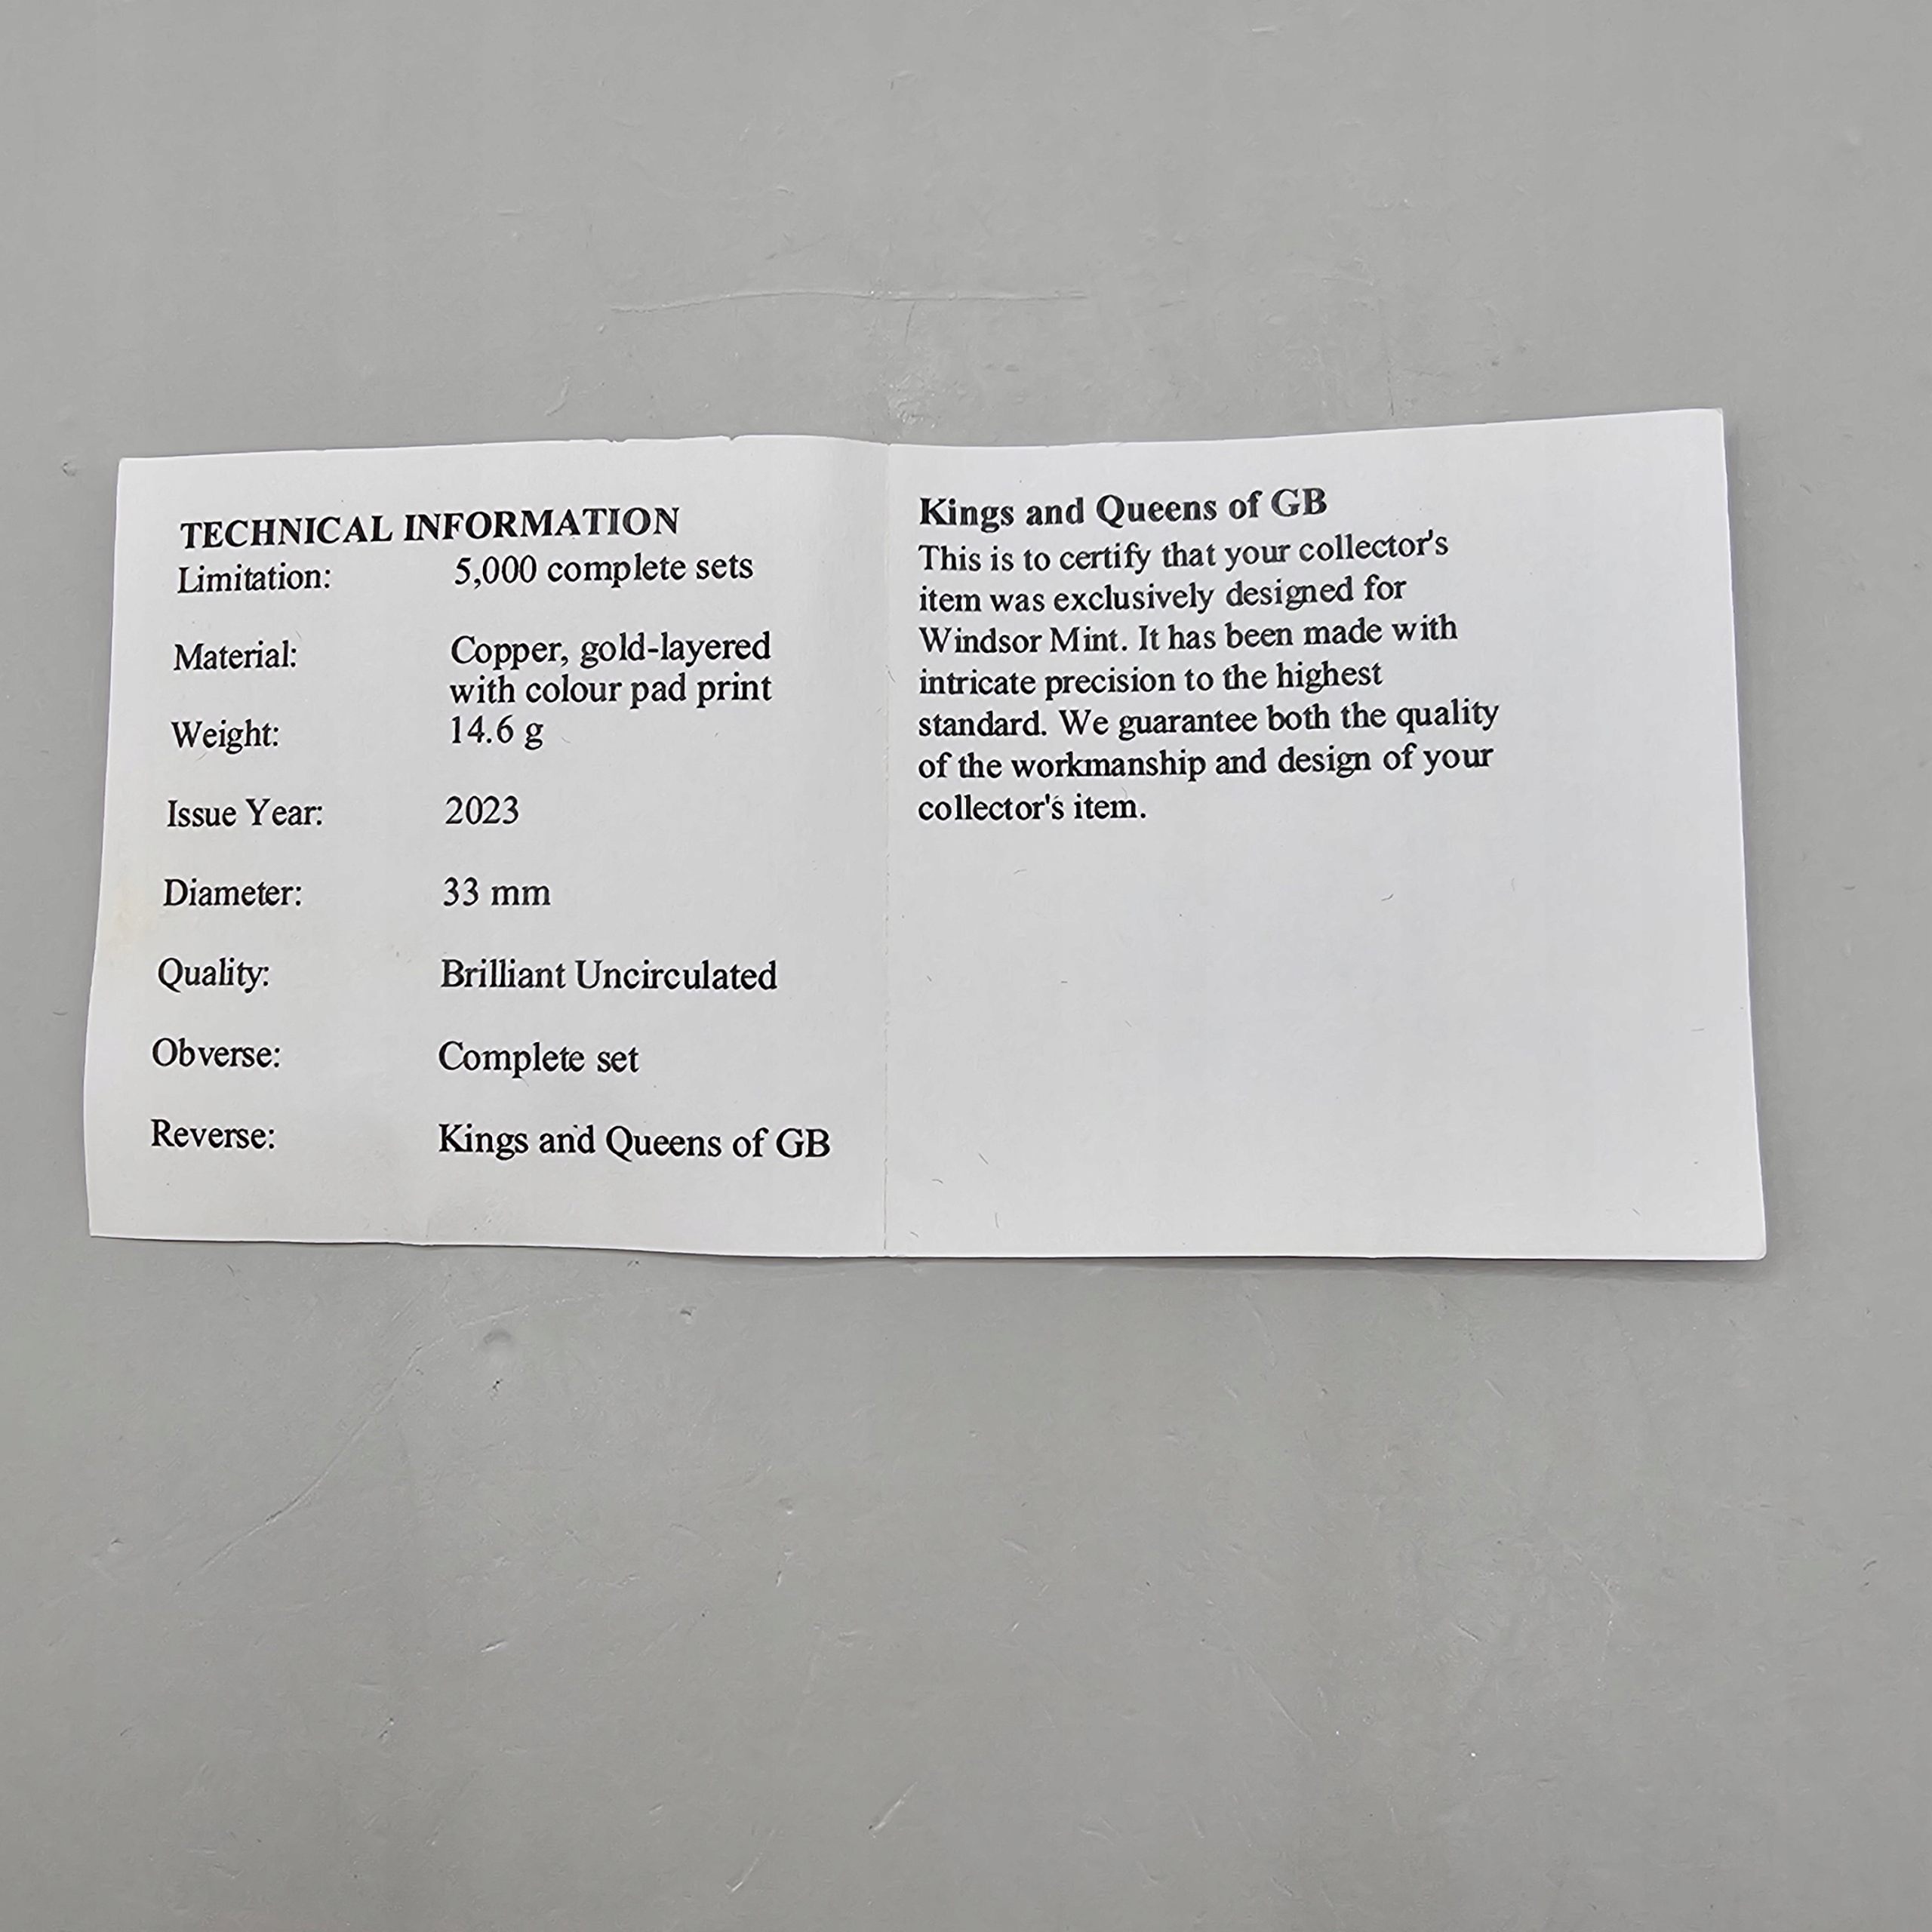 TECHNICAL INFORMATION
Limitation: 5,000 complete sets
Material: Copper, gold-layered
with colour pad print
Weight: 14.6 g
Issue Year: 2023
Diameter: 33 mm
Quality: Brilliant Uncirculated
Obverse: Complete set
Reverse: Kings and Queens of GB
Kings and Queens of GB
This is to certify that your collector's
item was exclusively designed for
Windsor Mint. It has been made with
intricate precision to the highest
standard. We guarantee both the quality
of the workmanship and design of your
collector's item.